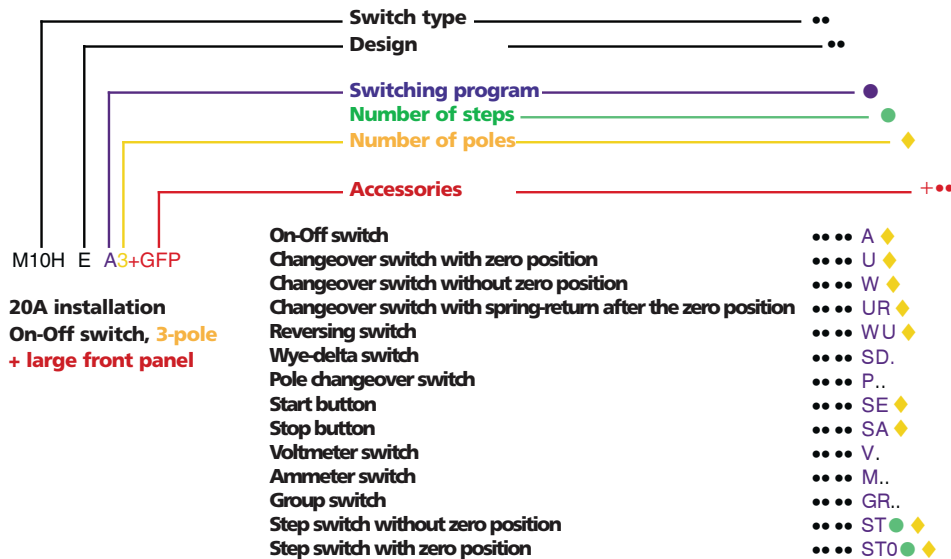 Switch type ••
Design ••
Switching program ●
Number of steps ●
Number of poles ♦
Accessories +••
M10H E A3+GFP
20A installation
On-Off switch, 3-pole
+ large front panel
On-Off switch •• •• A ♦
Changeover switch with zero position •• •• U ♦
Changeover switch without zero position •• •• W ♦
Changeover switch with spring-return after the zero position •• •• UR ♦
Reversing switch •• •• WU ♦
Wye-delta switch •• •• SD.
Pole changeover switch •• •• P..
Start button •• •• SE ♦
Stop button •• •• SA ♦
Voltmeter switch •• •• V.
Ammeter switch •• •• M..
Group switch •• •• GR..
Step switch without zero position •• •• ST● ♦
Step switch with zero position •• •• ST0● ♦